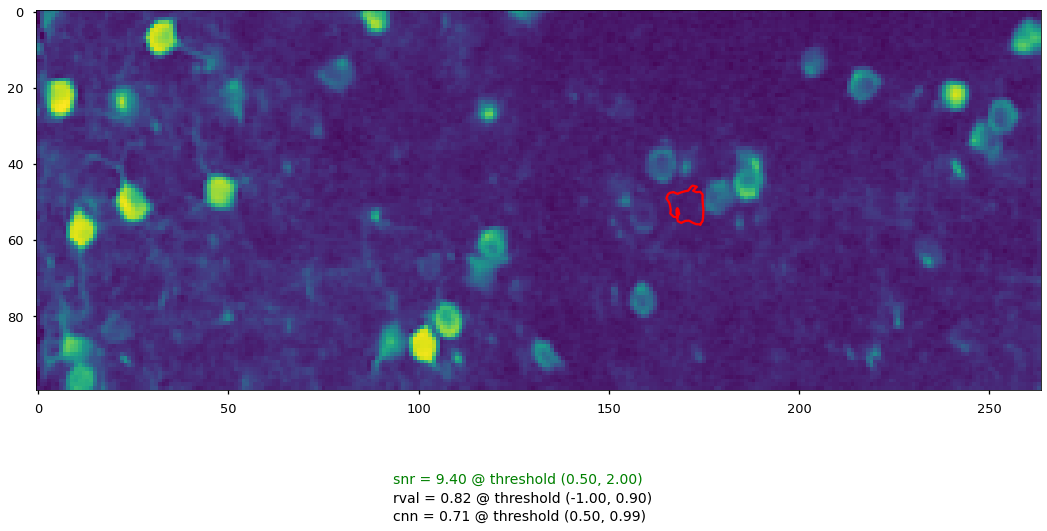 0
20
40
60
80
0 50 100 150 200 250
snr = 9.40 @ threshold (0.50, 2.00)
rval = 0.82 @ threshold (-1.00, 0.90)
cnn = 0.71 @ threshold (0.50, 0.99)